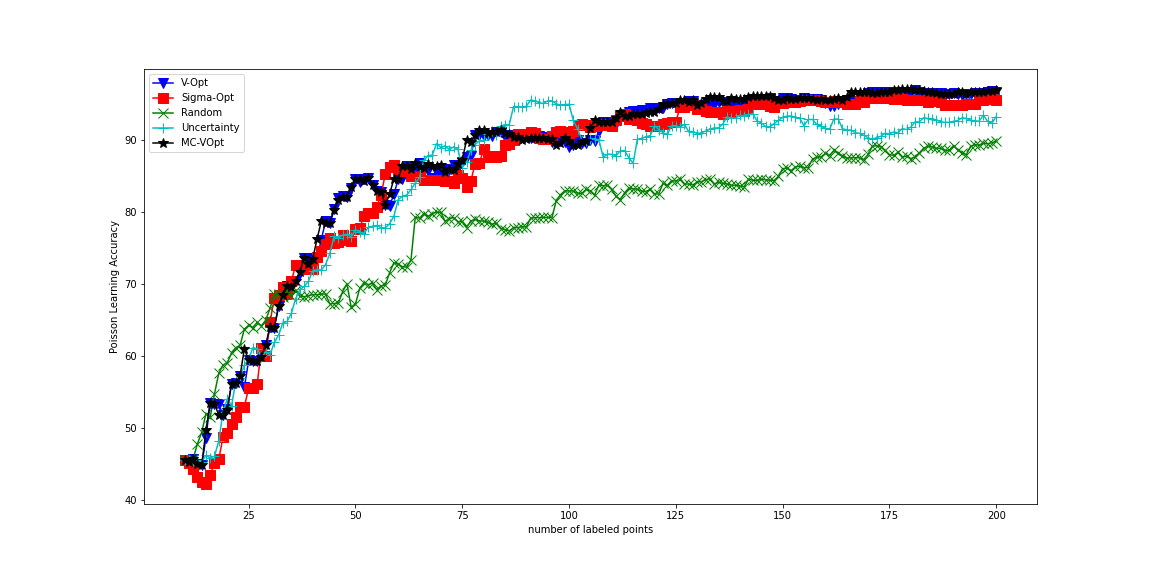 V-Opt
Sigma-Opt
Random
Uncertainty
MC-VOpt
90
80
70
60
50
40
Poisson Learning Accuracy
25 50 75 100 125 150 175 200
number of labeled points